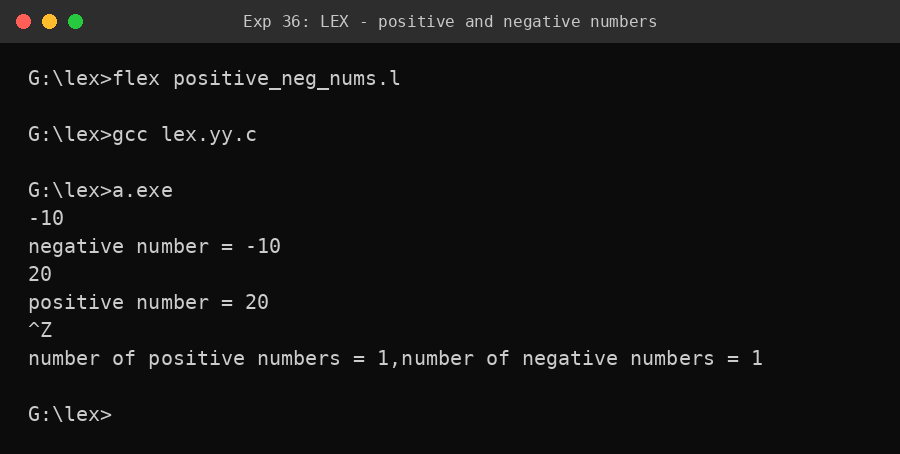 Exp 36: LEX - positive and negative numbers
G:\lex>flex positive_neg_nums.l
G:\lex>gcc lex.yy.c
G:\lex>a.exe
-10
negative number = -10
20
positive number = 20
^Z
number of positive numbers = 1,number of negative numbers = 1
G:\lex>